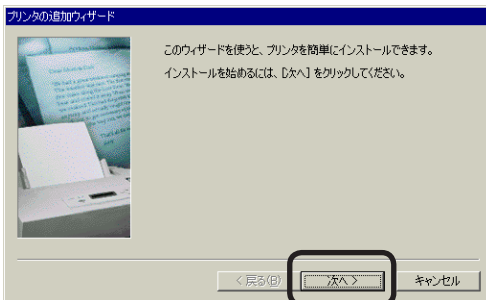 プリンタの追加ウィザード
このウィザードを使うと、プリンタを簡単にインストールできます。
インストールを始めるには、[次へ] をクリックしてください。
< 戻る(B)
次へ >
キャンセル